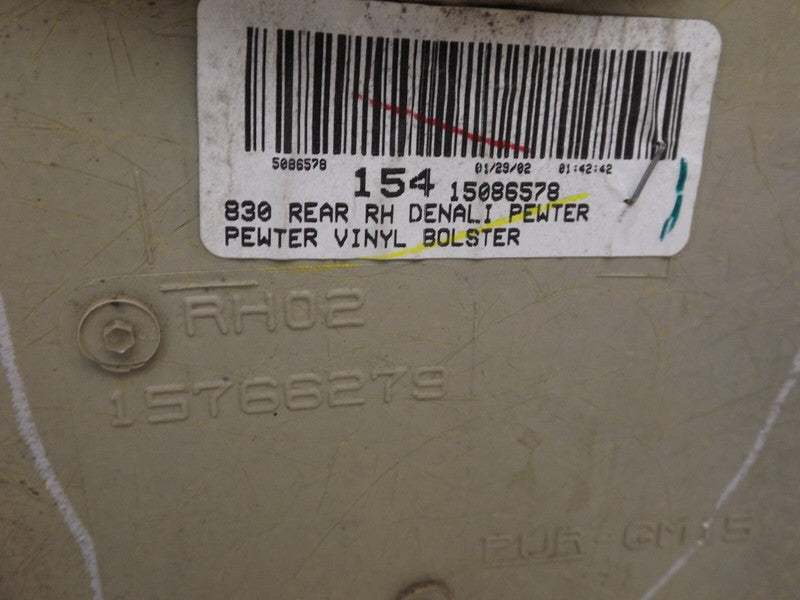 5086578 01/29/02 01:42:42
154 15086578
830 REAR RH DENALI PEWTER
PEWTER VINYL BOLSTER
RH02
15766279